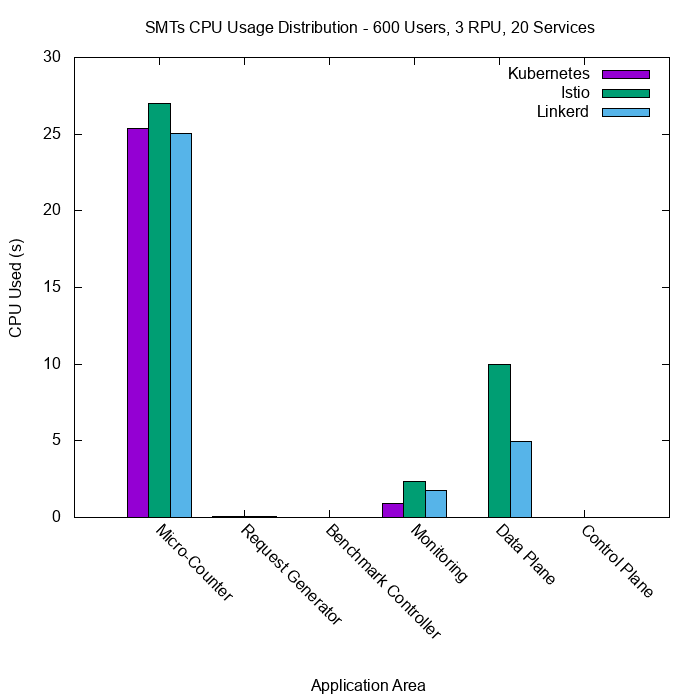 SMTs CPU Usage Distribution - 600 Users, 3 RPU, 20 Services
30
25
20
15
10
5
0
CPU Used (s)
Kubernetes
Istio
Linkerd
Micro-Counter
Request Generator
Benchmark Controller
Monitoring
Data Plane
Control Plane
Application Area